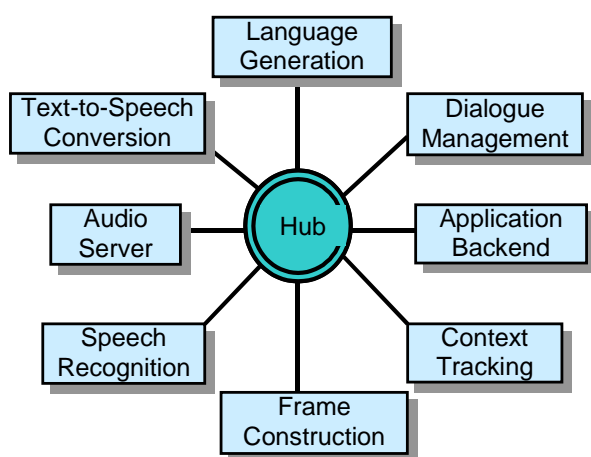 Language
Generation
Text-to-Speech
Conversion
Dialogue
Management
Audio
Server
Hub
Application
Backend
Speech
Recognition
Context
Tracking
Frame
Construction